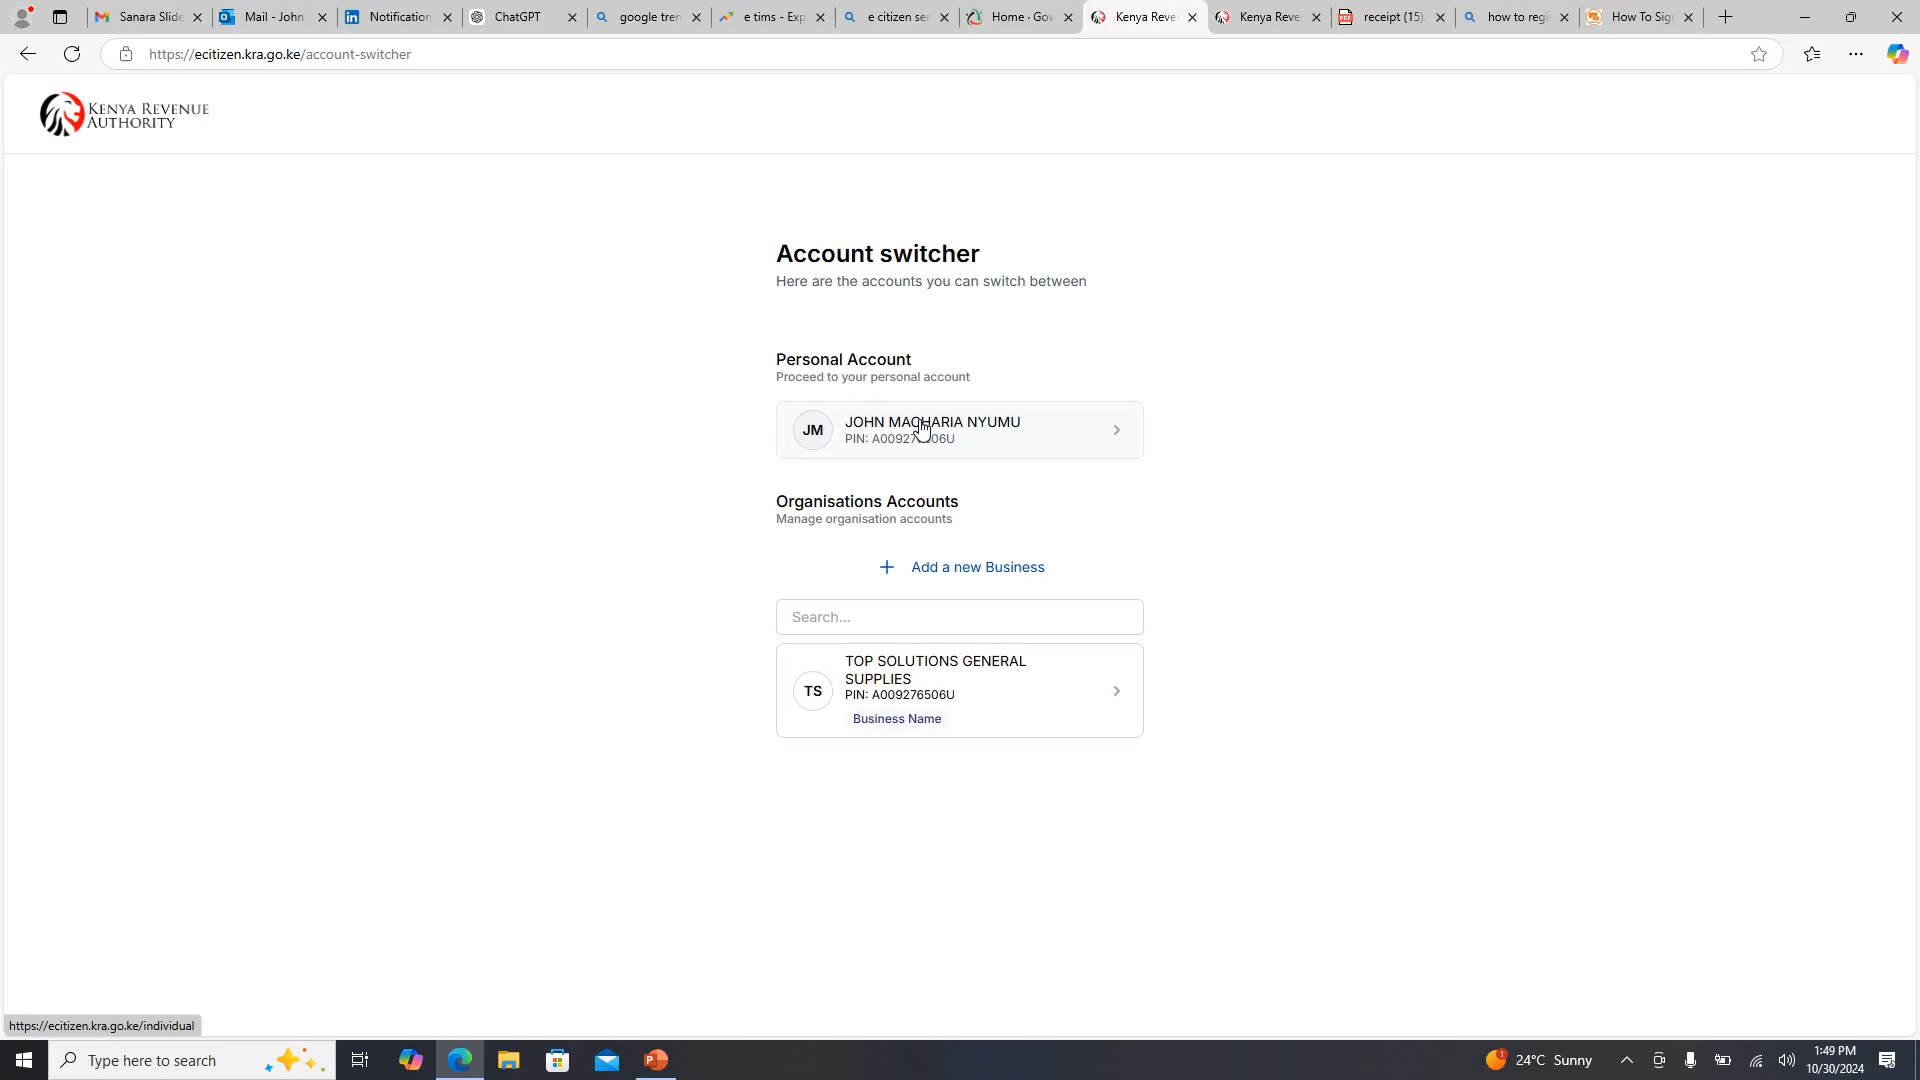 Sanara Slide
Mail - John
Notification
ChatGPT
google tren
e tims - Exp
e citizen ser
Home · Gov
Kenya Reve
Kenya Reve
receipt (15).
how to regi
How To Sig
https://ecitizen.kra.go.ke/account-switcher
KENYA REVENUE
AUTHORITY
Account switcher
Here are the accounts you can switch between
Personal Account
Proceed to your personal account
JM
JOHN MACHARIA NYUMU
PIN: A009276506U
Organisations Accounts
Manage organisation accounts
+ Add a new Business
Search...
TS
TOP SOLUTIONS GENERAL
SUPPLIES
PIN: A009276506U
Business Name
https://ecitizen.kra.go.ke/individual
Type here to search
24°C Sunny
1:49 PM
10/30/2024